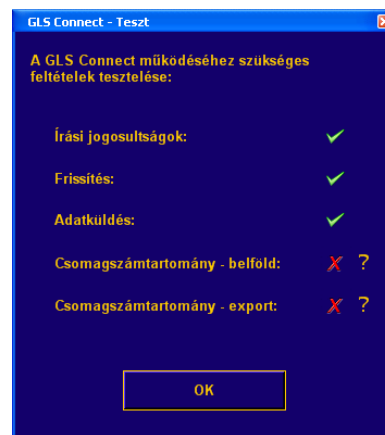 GLS Connect - Teszt
A GLS Connect működéséhez szükséges
feltételek tesztelése:
Írási jogosultságok:
Frissítés:
Adatküldés:
Csomagszámtartomány - belföld: X ?
Csomagszámtartomány - export: X ?
OK